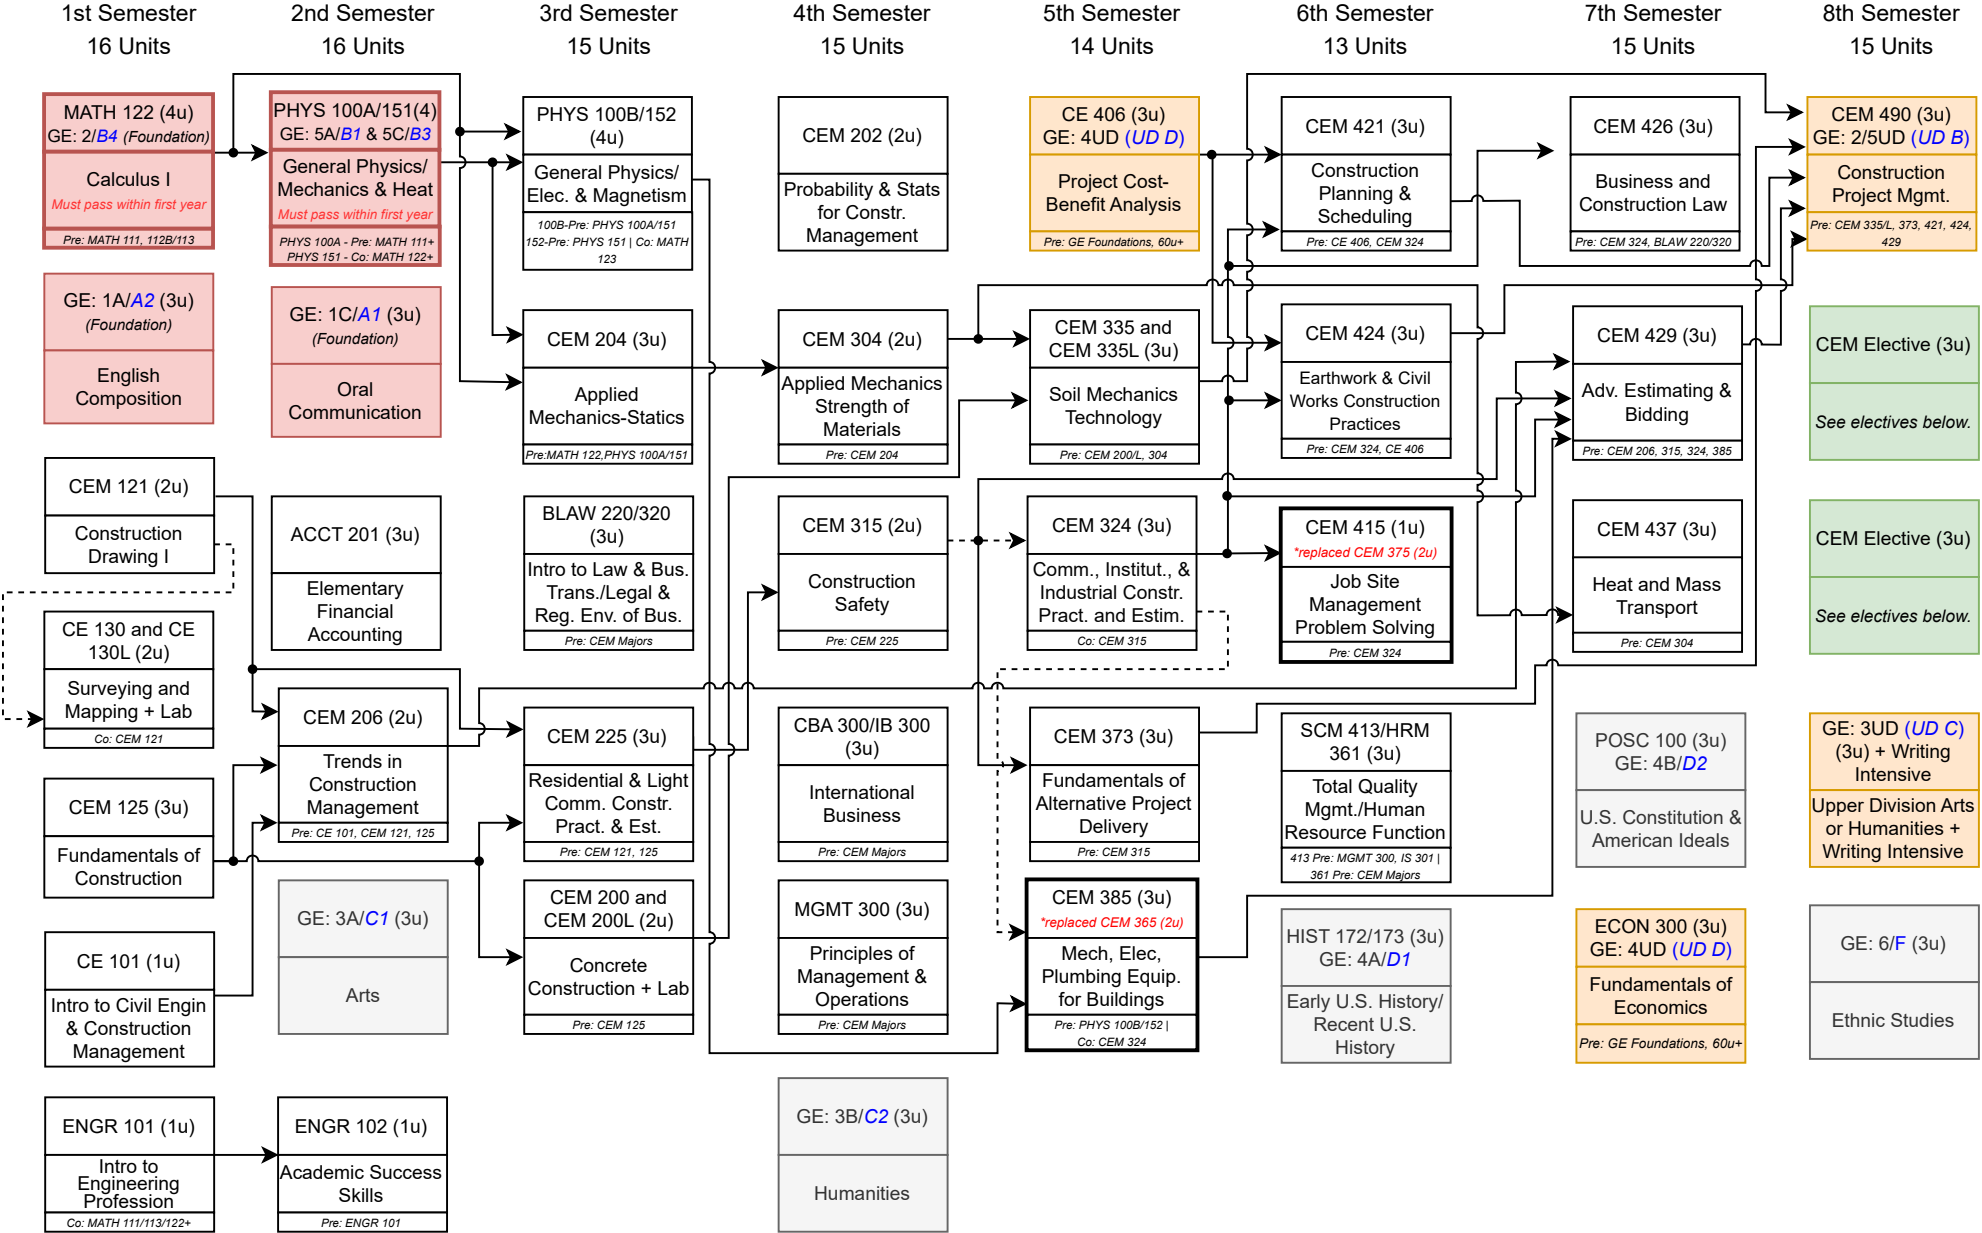 1st Semester
16 Units
2nd Semester
16 Units
3rd Semester
15 Units
4th Semester
15 Units
5th Semester
14 Units
6th Semester
13 Units
7th Semester
15 Units
8th Semester
15 Units
MATH 122 (4u)
GE: 2/B4 (Foundation)
Calculus I
Must pass within first year
Pre: MATH 111, 112B/113
GE: 1A/A2 (3u)
(Foundation)
English
Composition
CEM 121 (2u)
Construction
Drawing I
CE 130 and CE
130L (2u)
Surveying and
Mapping + Lab
Co: CEM 121
CEM 125 (3u)
Fundamentals of
Construction
CE 101 (1u)
Intro to Civil Engin
& Construction
Management
ENGR 101 (1u)
Intro to
Engineering
Profession
Co: MATH 111/113/122+
PHYS 100A/151(4)
GE: 5A/B1 & 5C/B3
General Physics/
Mechanics & Heat
Must pass within first year
PHYS 100A - Pre: MATH 111+
PHYS 151 - Co: MATH 122+
GE: 1C/A1 (3u)
(Foundation)
Oral
Communication
ACCT 201 (3u)
Elementary
Financial
Accounting
CEM 206 (2u)
Trends in
Construction
Management
Pre: CE 101, CEM 121, 125
GE: 3A/C1 (3u)
Arts
ENGR 102 (1u)
Academic Success
Skills
Pre: ENGR 101
PHYS 100B/152
(4u)
General Physics/
Elec. & Magnetism
100B-Pre: PHYS 100A/151
152-Pre: PHYS 151 | Co: MATH
123
CEM 204 (3u)
Applied
Mechanics-Statics
Pre:MATH 122,PHYS 100A/151
BLAW 220/320
(3u)
Intro to Law & Bus.
Trans./Legal &
Reg. Env. of Bus.
Pre: CEM Majors
CEM 225 (3u)
Residential & Light
Comm. Constr.
Pract. & Est.
Pre: CEM 121, 125
CEM 200 and
CEM 200L (2u)
Concrete
Construction + Lab
Pre: CEM 125
CEM 202 (2u)
Probability & Stats
for Constr.
Management
CEM 304 (2u)
Applied Mechanics
Strength of
Materials
Pre: CEM 204
CEM 315 (2u)
Construction
Safety
Pre: CEM 225
CBA 300/IB 300
(3u)
International
Business
Pre: CEM Majors
MGMT 300 (3u)
Principles of
Management &
Operations
Pre: CEM Majors
GE: 3B/C2 (3u)
Humanities
CE 406 (3u)
GE: 4UD (UD D)
Project Cost-
Benefit Analysis
Pre: GE Foundations, 60u+
CEM 335 and
CEM 335L (3u)
Soil Mechanics
Technology
Pre: CEM 200/L, 304
CEM 324 (3u)
Comm., Institut., &
Industrial Constr.
Pract. and Estim.
Co: CEM 315
CEM 373 (3u)
Fundamentals of
Alternative Project
Delivery
Pre: CEM 315
CEM 385 (3u)
*replaced CEM 365 (2u)
Mech, Elec,
Plumbing Equip.
for Buildings
Pre: PHYS 100B/152 |
Co: CEM 324
CEM 421 (3u)
Construction
Planning &
Scheduling
Pre: CE 406, CEM 324
CEM 424 (3u)
Earthwork & Civil
Works Construction
Practices
Pre: CEM 324, CE 406
CEM 415 (1u)
*replaced CEM 375 (2u)
Job Site
Management
Problem Solving
Pre: CEM 324
SCM 413/HRM
361 (3u)
Total Quality
Mgmt./Human
Resource Function
413 Pre: MGMT 300, IS 301 |
361 Pre: CEM Majors
HIST 172/173 (3u)
GE: 4A/D1
Early U.S. History/
Recent U.S.
History
CEM 426 (3u)
Business and
Construction Law
Pre: CEM 324, BLAW 220/320
CEM 429 (3u)
Adv. Estimating &
Bidding
Pre: CEM 206, 315, 324, 385
CEM 437 (3u)
Heat and Mass
Transport
Pre: CEM 304
POSC 100 (3u)
GE: 4B/D2
U.S. Constitution &
American Ideals
ECON 300 (3u)
GE: 4UD (UD D)
Fundamentals of
Economics
Pre: GE Foundations, 60u+
CEM 490 (3u)
GE: 2/5UD (UD B)
Construction
Project Mgmt.
Pre: CEM 335/L, 373, 421, 424,
429
CEM Elective (3u)
See electives below.
CEM Elective (3u)
See electives below.
GE: 3UD (UD C)
(3u) + Writing
Intensive
Upper Division Arts
or Humanities +
Writing Intensive
GE: 6/F (3u)
Ethnic Studies